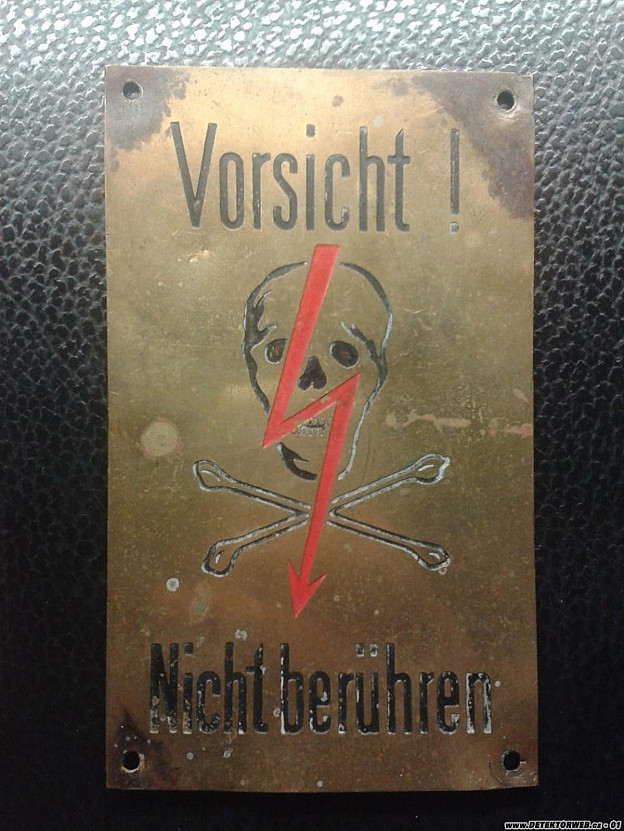 Vorsicht !
Nicht berühren
www.DETEKTORWEB.cz - 01